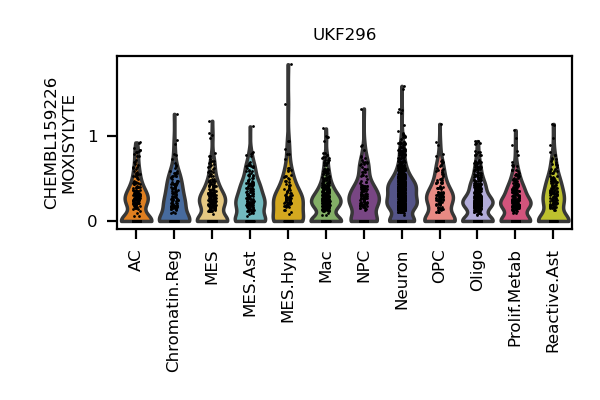 UKF296
CHEMBL159226
MOXISYLYTE
1
0
AC
Chromatin.Reg
MES
MES.Ast
MES.Hyp
Mac
NPC
Neuron
OPC
Oligo
Prolif.Metab
Reactive.Ast